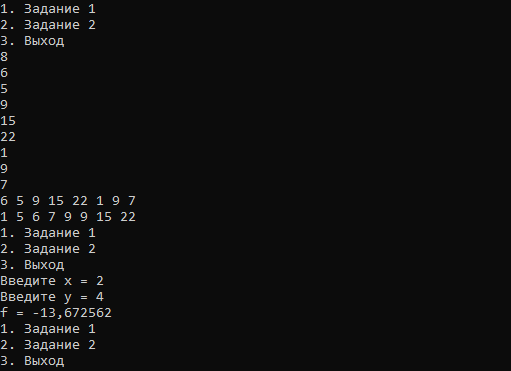 1. Задание 1
2. Задание 2
3. Выход
8
6
5
9
15
22
1
9
7
6 5 9 15 22 1 9 7
1 5 6 7 9 9 15 22
1. Задание 1
2. Задание 2
3. Выход
Введите x = 2
Введите y = 4
f = -13,672562
1. Задание 1
2. Задание 2
3. Выход